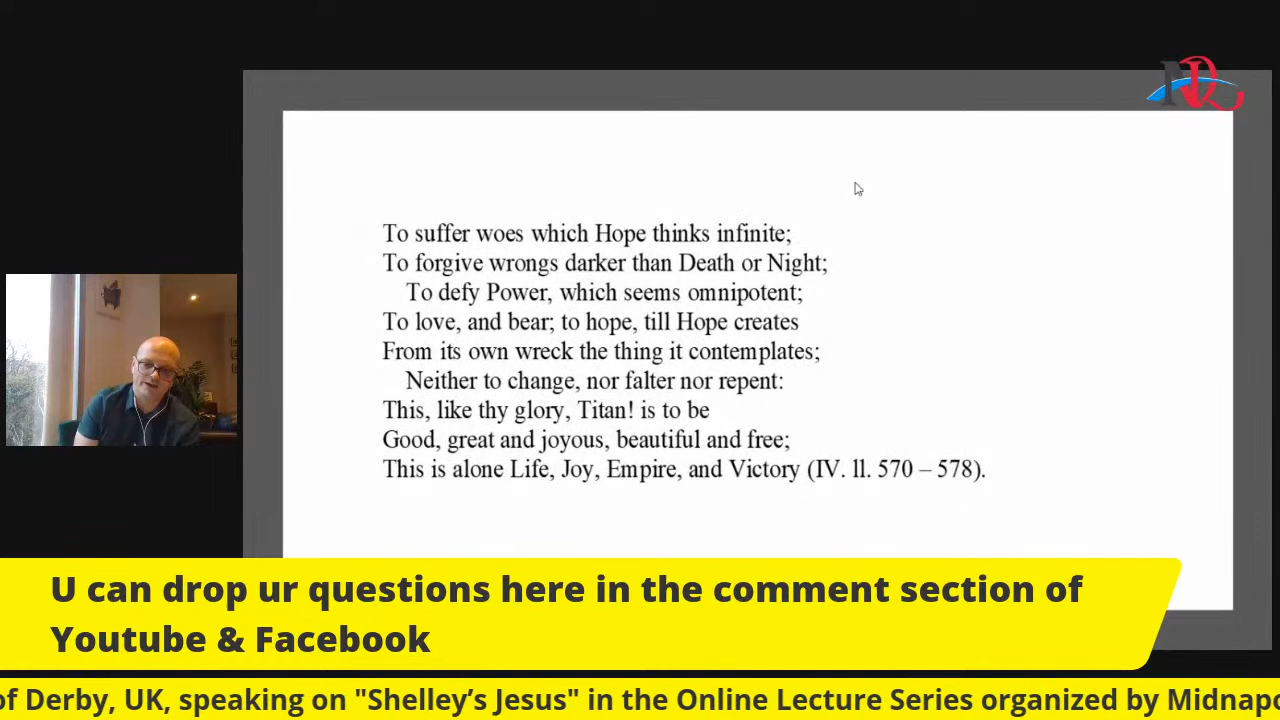 To suffer woes which Hope thinks infinite;
To forgive wrongs darker than Death or Night;
To defy Power, which seems omnipotent;
To love, and bear; to hope, till Hope creates
From its own wreck the thing it contemplates;
Neither to change, nor falter nor repent:
This, like thy glory, Titan! is to be
Good, great and joyous, beautiful and free;
This is alone Life, Joy, Empire, and Victory (IV. ll. 570 – 578).
U can drop ur questions here in the comment section of
Youtube & Facebook
of Derby, UK, speaking on "Shelley’s Jesus" in the Online Lecture Series organized by Midnapo